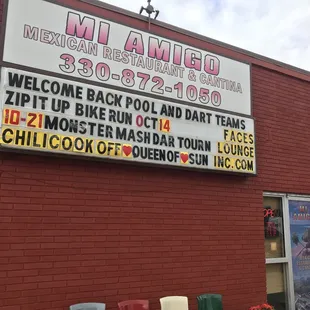 MI AMIGO
MEXICAN RESTAURANT & CANTINA
330-872-1050
WELCOME BACK POOL AND DART TEAMS
ZIP IT UP BIKE RUN OCT 14
10-21 MONSTER MASH DAR TOURN
CHILI COOK OFF ♥ QUEEN OF ♥ SUN
FACES
LOUNGE
INC.COM